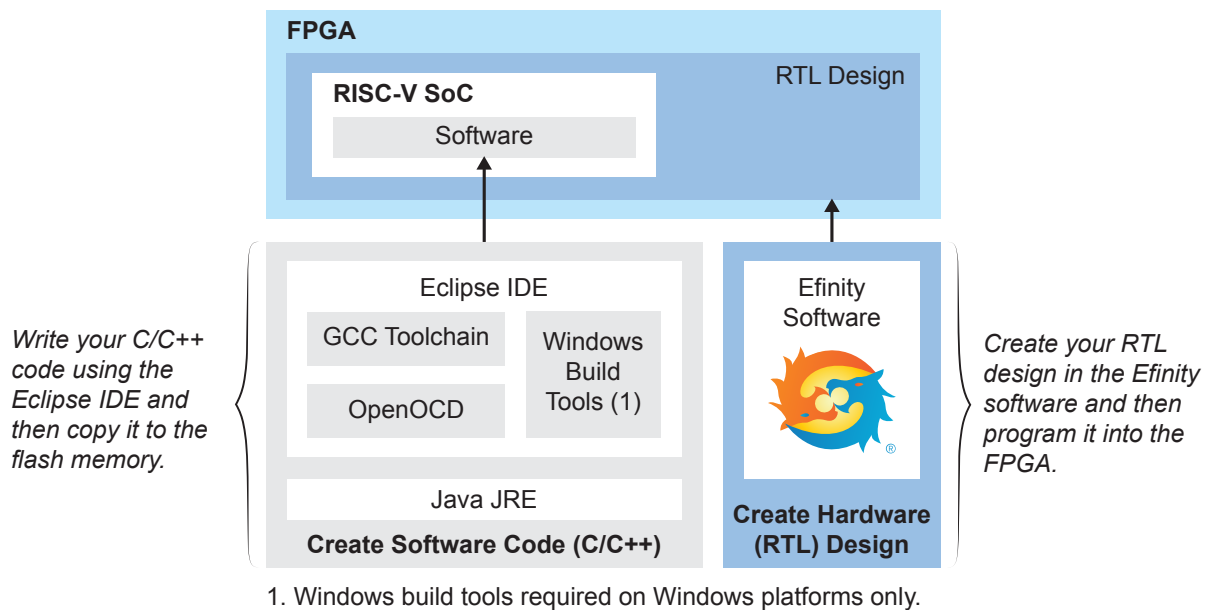 FPGA
RTL Design
RISC-V SoC
Software
Write your C/C++
code using the
Eclipse IDE and
then copy it to the
flash memory.
Eclipse IDE
GCC Toolchain
OpenOCD
Windows
Build
Tools (1)
Java JRE
Create Software Code (C/C++)
Efinity
Software
®
Create Hardware
(RTL) Design
Create your RTL
design in the Efinity
software and then
program it into the
FPGA.
1. Windows build tools required on Windows platforms only.